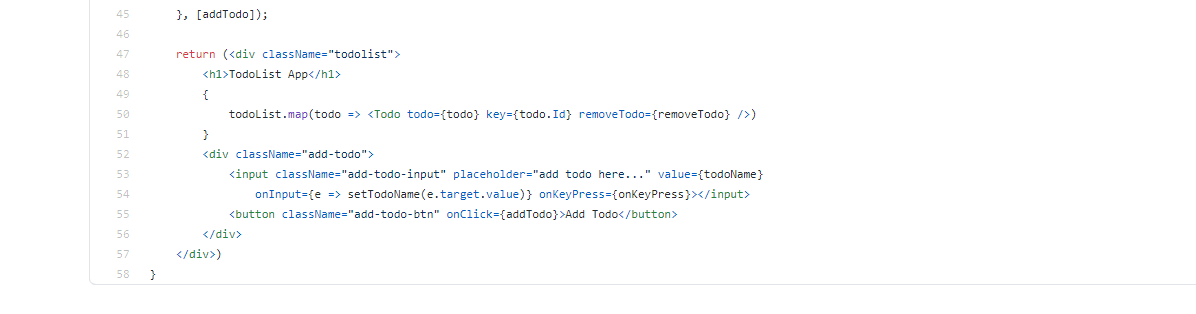 45 }, [addTodo]);
46
47 return (<div className="todolist">
48 <h1>TodoList App</h1>
49 {
50 todoList.map(todo => <Todo todo={todo} key={todo.Id} removeTodo={removeTodo} />)
51 }
52 <div className="add-todo">
53 <input className="add-todo-input" placeholder="add todo here..." value={todoName}
54 onInput={e => setTodoName(e.target.value)} onKeyPress={onKeyPress}></input>
55 <button className="add-todo-btn" onClick={addTodo}>Add Todo</button>
56 </div>
57 </div>)
58 }